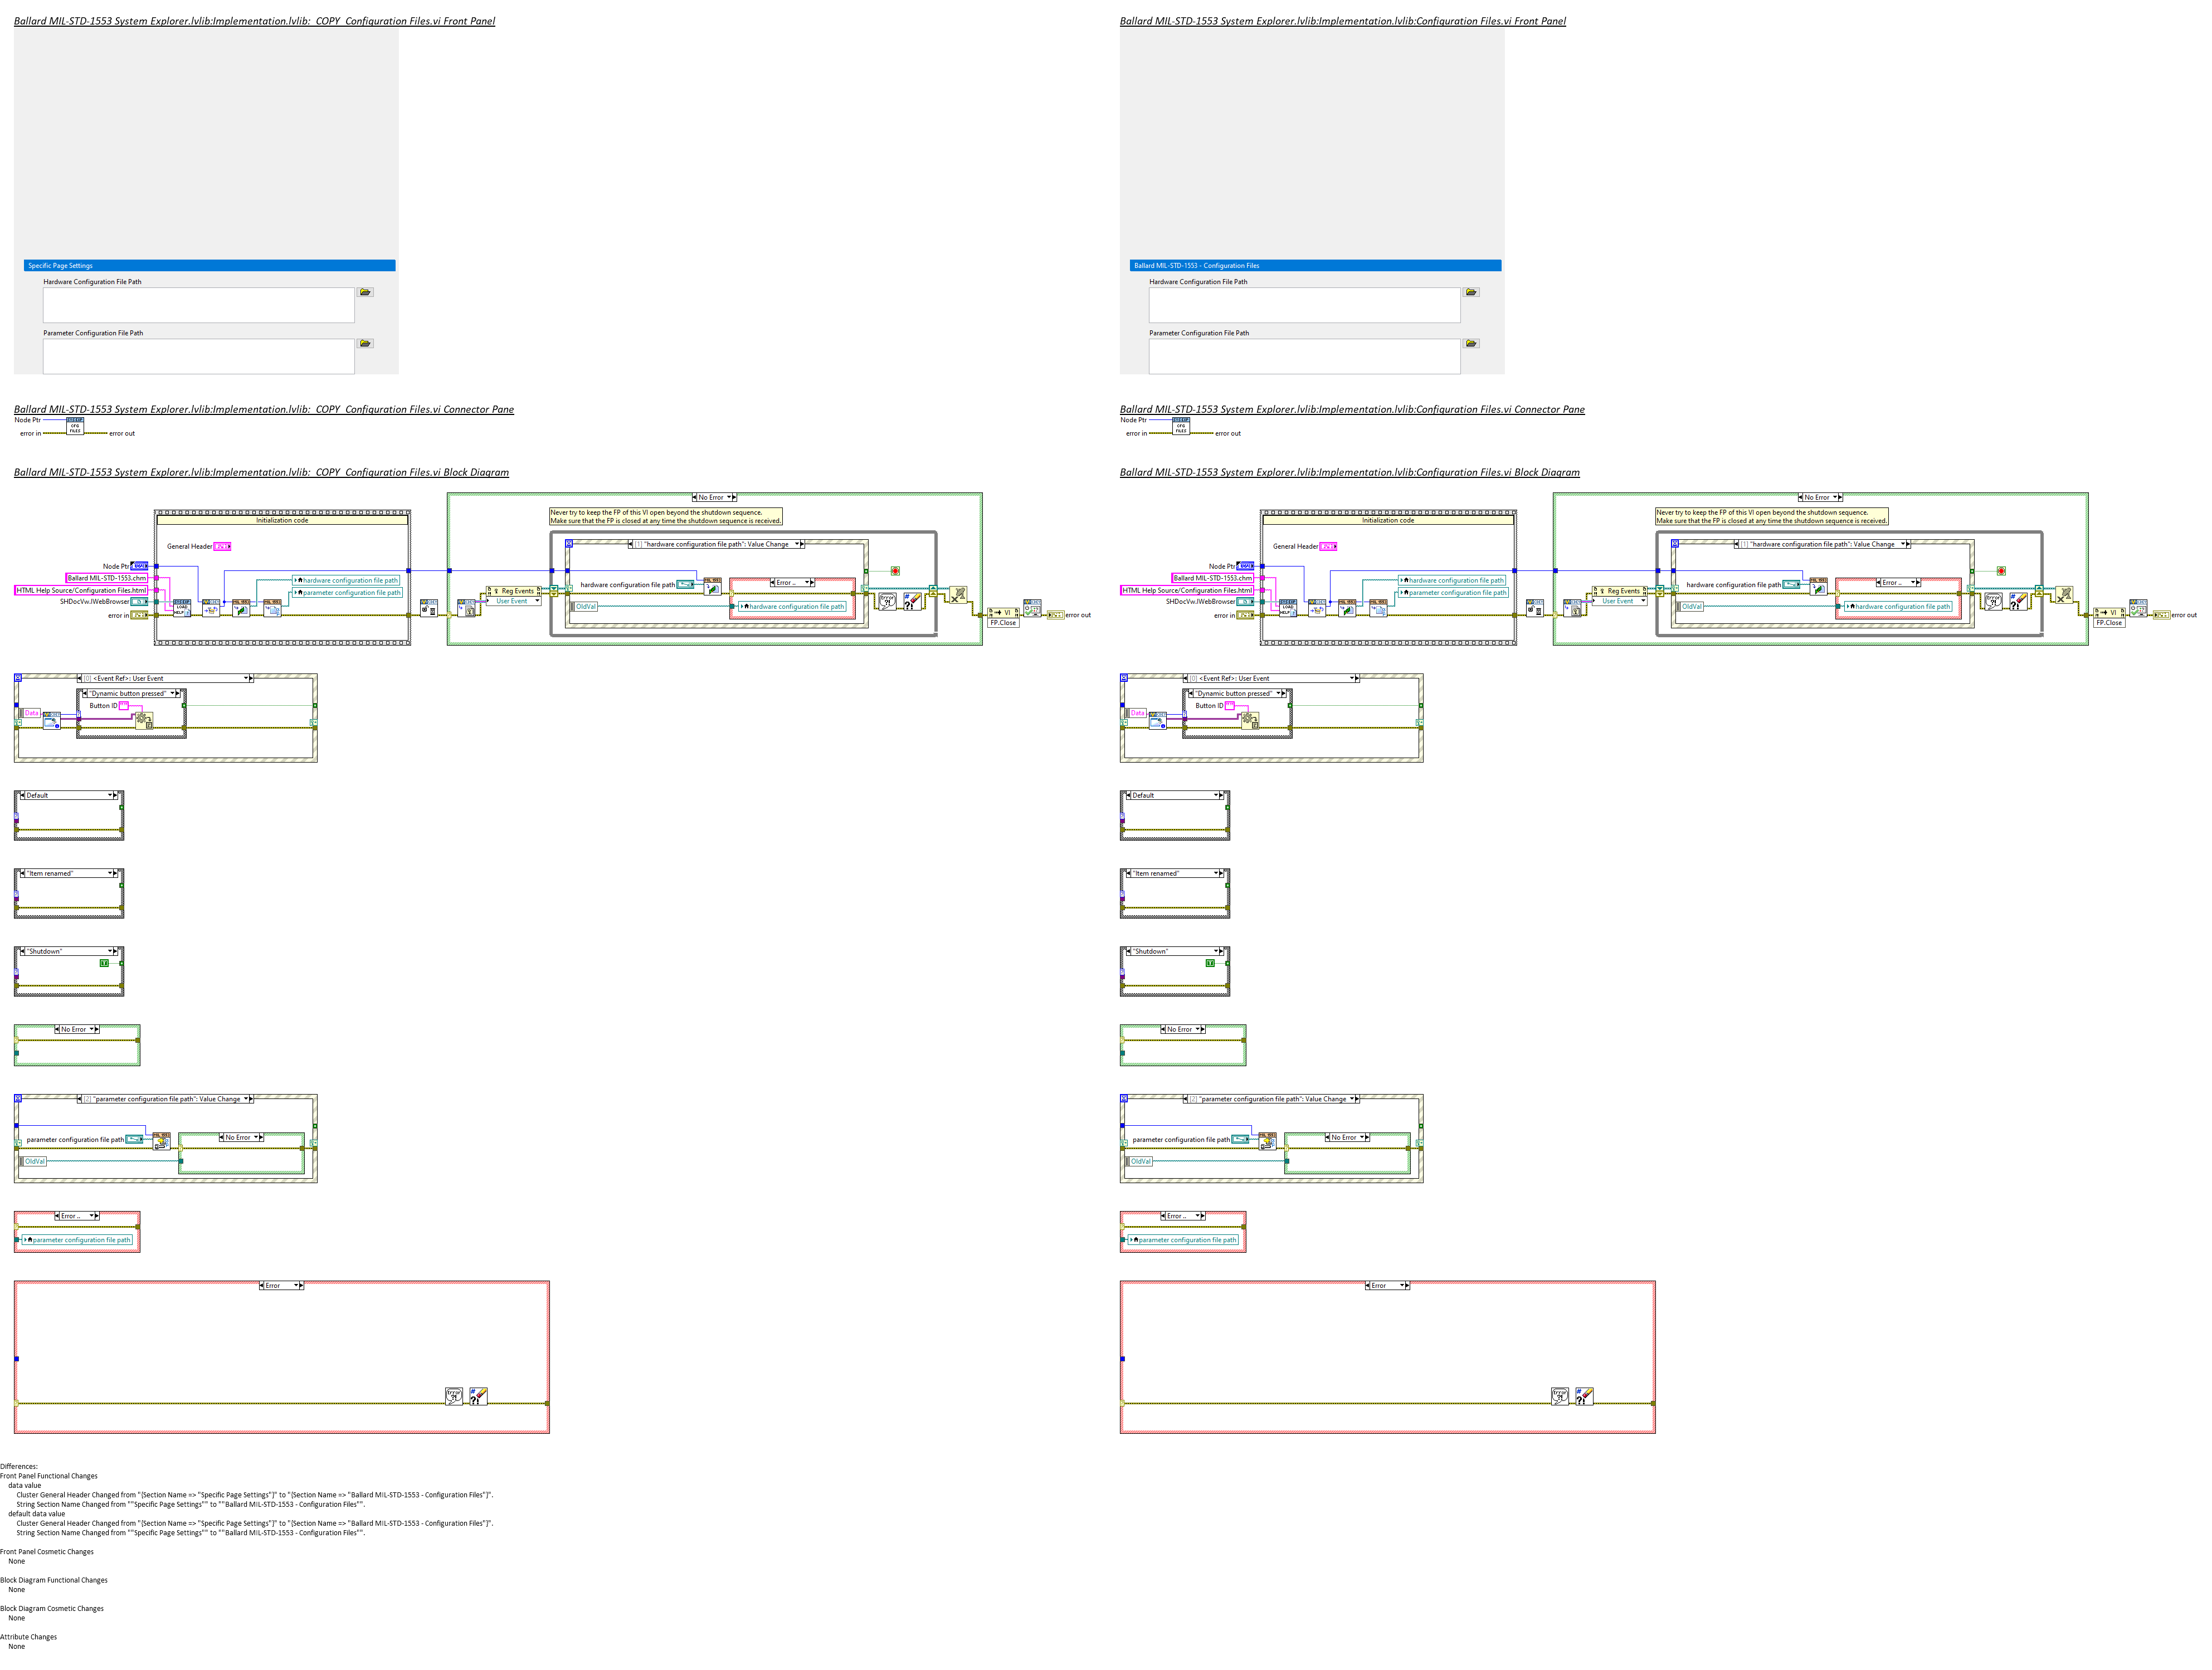 Ballard MIL-STD-1553 System Explorer.lvlib:Implementation.lvlib:_COPY_Configuration Files.vi Front Panel
Specific Page Settings
Hardware Configuration File Path
Parameter Configuration File Path
Ballard MIL-STD-1553 System Explorer.lvlib:Implementation.lvlib:_COPY_Configuration Files.vi Connector Pane
Node Ptr
CFG
FILES
error in
error out
Ballard MIL-STD-1553 System Explorer.lvlib:Implementation.lvlib:_COPY_Configuration Files.vi Block Diagram
Initialization code
General Header
Node Ptr
Ballard MIL-STD-1553.chm
HTML Help Source/Configuration Files.html
SHDocVw.IWebBrowser
error in
hardware configuration file path
parameter configuration file path
No Error
Never try to keep the FP of this VI open beyond the shutdown sequence.
Make sure that the FP is closed at any time the shutdown sequence is received.
[1] "hardware configuration file path": Value Change
Reg Events
User Event
hardware configuration file path
OldVal
Error ..
hardware configuration file path
VI
FP.Close
error out
[0] <Event Ref>: User Event
"Dynamic button pressed"
Button ID
Data
Default
"Item renamed"
"Shutdown"
No Error
[2] "parameter configuration file path": Value Change
parameter configuration file path
No Error
OldVal
Error ..
parameter configuration file path
Error
Ballard MIL-STD-1553 System Explorer.lvlib:Implementation.lvlib:Configuration Files.vi Front Panel
Ballard MIL-STD-1553 - Configuration Files
Hardware Configuration File Path
Parameter Configuration File Path
Ballard MIL-STD-1553 System Explorer.lvlib:Implementation.lvlib:Configuration Files.vi Connector Pane
Node Ptr
CFG
FILES
error in
error out
Ballard MIL-STD-1553 System Explorer.lvlib:Implementation.lvlib:Configuration Files.vi Block Diagram
Initialization code
General Header
Node Ptr
Ballard MIL-STD-1553.chm
HTML Help Source/Configuration Files.html
SHDocVw.IWebBrowser
error in
hardware configuration file path
parameter configuration file path
No Error
Never try to keep the FP of this VI open beyond the shutdown sequence.
Make sure that the FP is closed at any time the shutdown sequence is received.
[1] "hardware configuration file path": Value Change
Reg Events
User Event
hardware configuration file path
OldVal
Error ..
hardware configuration file path
VI
FP.Close
error out
[0] <Event Ref>: User Event
"Dynamic button pressed"
Button ID
Data
Default
"Item renamed"
"Shutdown"
No Error
[2] "parameter configuration file path": Value Change
parameter configuration file path
No Error
OldVal
Error ..
parameter configuration file path
Error
Differences:
Front Panel Functional Changes
data value
Cluster General Header Changed from "{Section Name => "Specific Page Settings"}" to "{Section Name => "Ballard MIL-STD-1553 - Configuration Files"}".
String Section Name Changed from ""Specific Page Settings"" to ""Ballard MIL-STD-1553 - Configuration Files"".
default data value
Cluster General Header Changed from "{Section Name => "Specific Page Settings"}" to "{Section Name => "Ballard MIL-STD-1553 - Configuration Files"}".
String Section Name Changed from ""Specific Page Settings"" to ""Ballard MIL-STD-1553 - Configuration Files"".
Front Panel Cosmetic Changes
None
Block Diagram Functional Changes
None
Block Diagram Cosmetic Changes
None
Attribute Changes
None